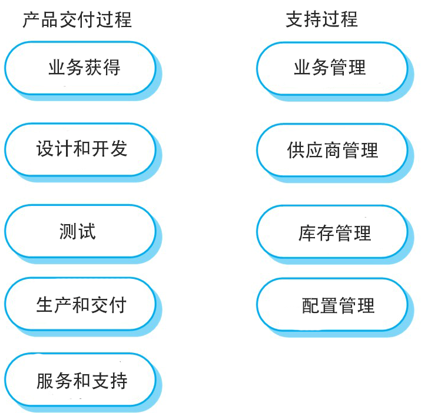 产品交付过程
业务获得
设计和开发
测试
生产和交付
服务和支持
支持过程
业务管理
供应商管理
库存管理
配置管理